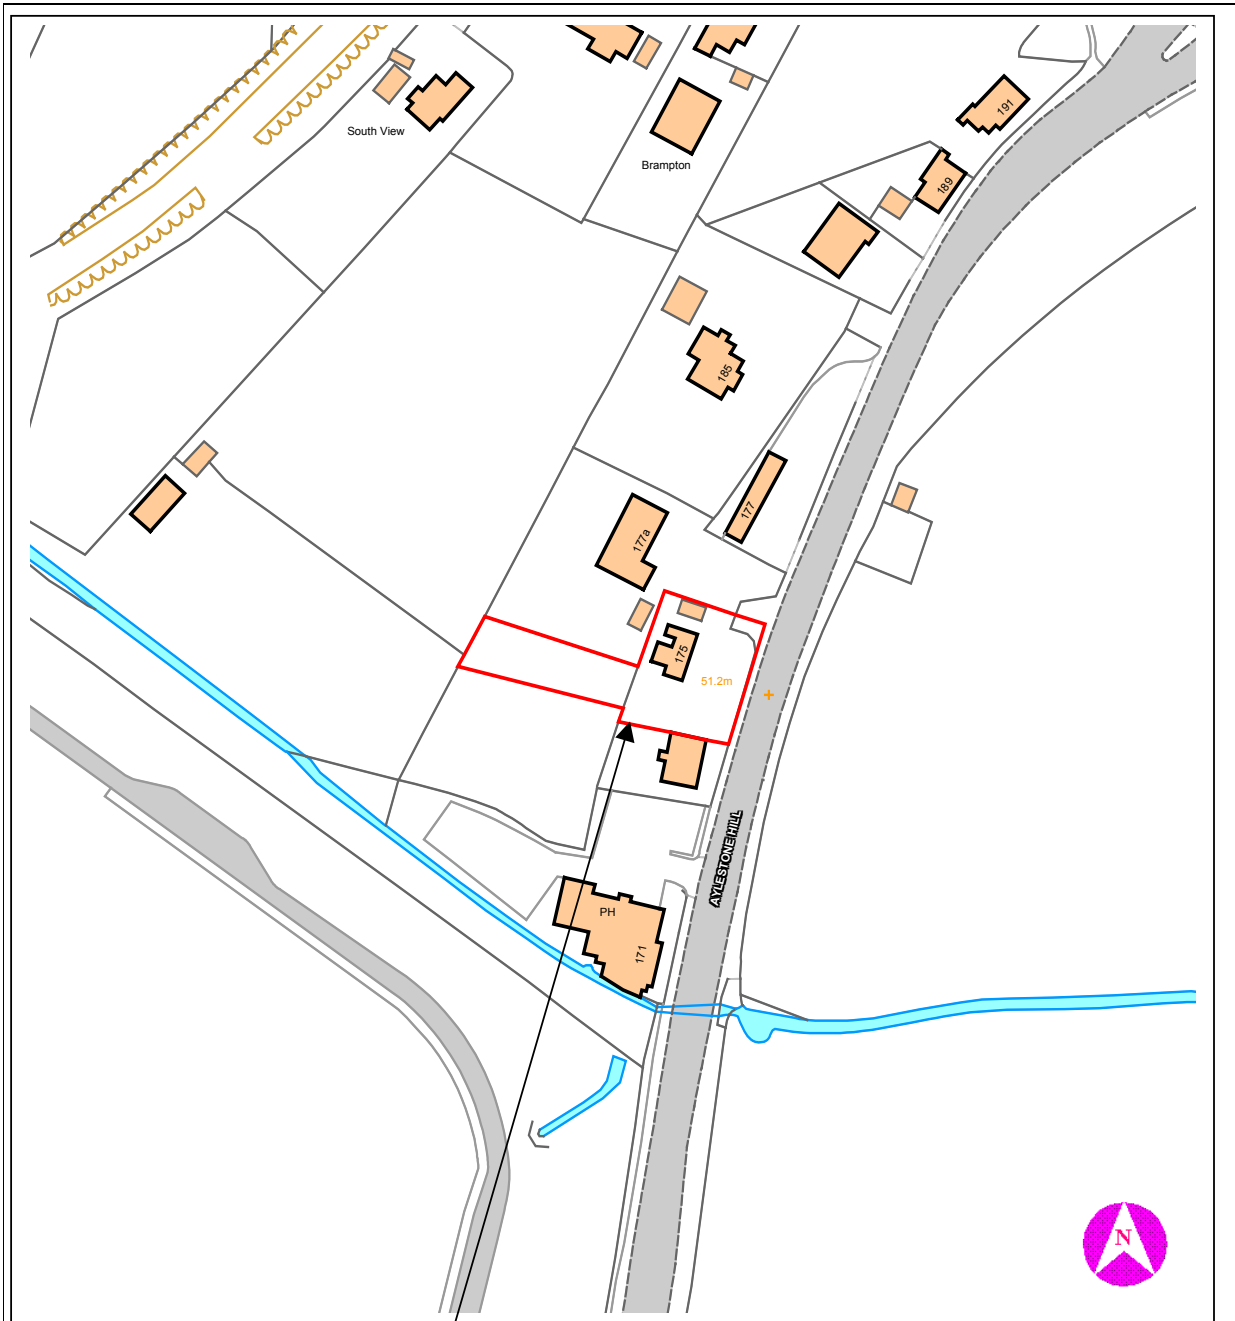 191
South View
Brampton
189
185
177
177a
175
51.2m
AYLESTONE HILL
PH
171
N